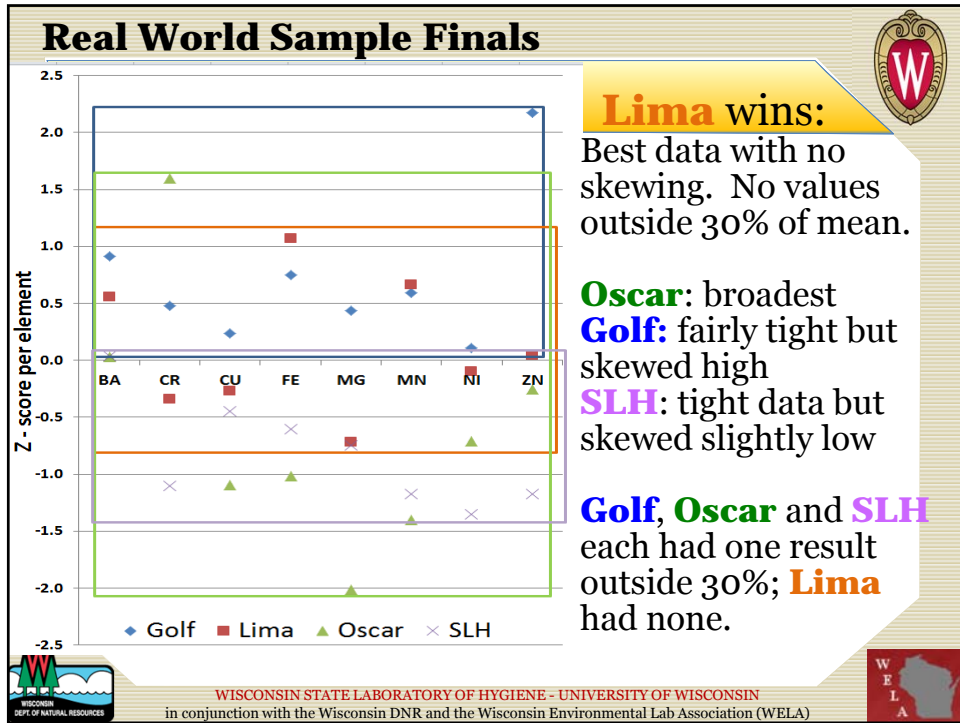 Real World Sample Finals
2.5
2.0
1.5
1.0
0.5
0.0
-0.5
-1.0
-1.5
-2.0
-2.5
Z - score per element
BA CR CU FE MG MN NI ZN
Golf Lima Oscar SLH
W
Lima wins:
Best data with no
skewing. No values
outside 30% of mean.
Oscar: broadest
Golf: fairly tight but
skewed high
SLH: tight data but
skewed slightly low
Golf, Oscar and SLH
each had one result
outside 30%; Lima
had none.
W
WISCONSIN
DEPT. OF NATURAL RESOURCES
WISCONSIN STATE LABORATORY OF HYGIENE - UNIVERSITY OF WISCONSIN
in conjunction with the Wisconsin DNR and the Wisconsin Environmental Lab Association (WELA)
W
E
L
A